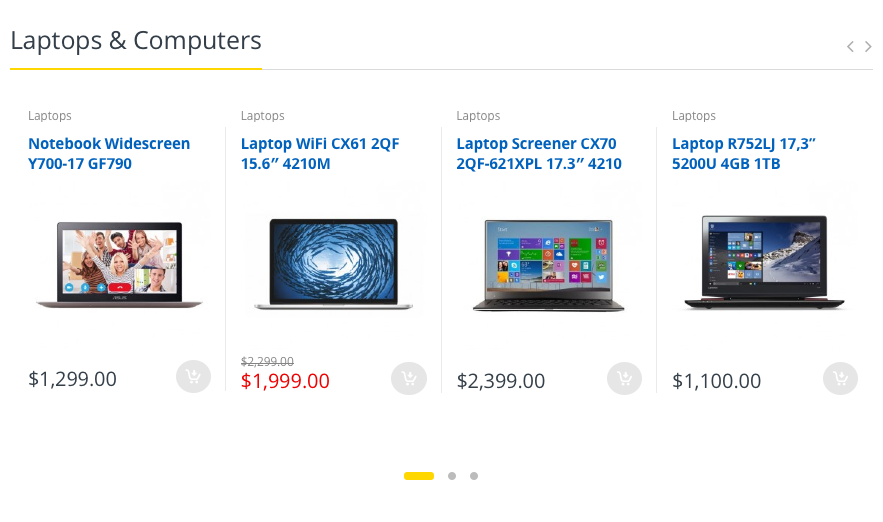 Laptops & Computers
Laptops
Notebook Widescreen
Y700-17 GF790
ASUS
$1,299.00
Laptops
Laptop WiFi CX61 2QF
15.6″ 4210M
$2,299.00
$1,999.00
Laptops
Laptop Screener CX70
2QF-621XPL 17.3″ 4210
Start
$2,399.00
Laptops
Laptop R752LJ 17,3”
5200U 4GB 1TB
$1,100.00